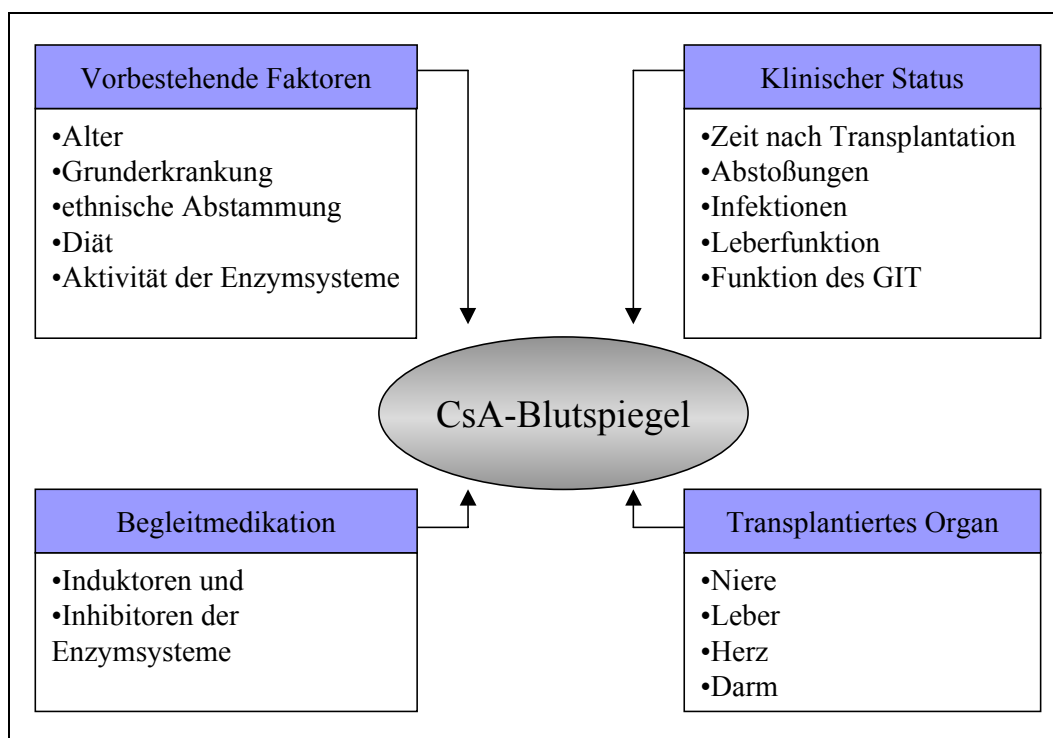 Vorbestehende Faktoren
•Alter
•Grunderkrankung
•ethnische Abstammung
•Diät
•Aktivität der Enzymsysteme
Klinischer Status
•Zeit nach Transplantation
•Abstoßungen
•Infektionen
•Leberfunktion
•Funktion des GIT
CsA-Blutspiegel
Begleitmedikation
•Induktoren und
•Inhibitoren der
Enzymsysteme
Transplantiertes Organ
•Niere
•Leber
•Herz
•Darm